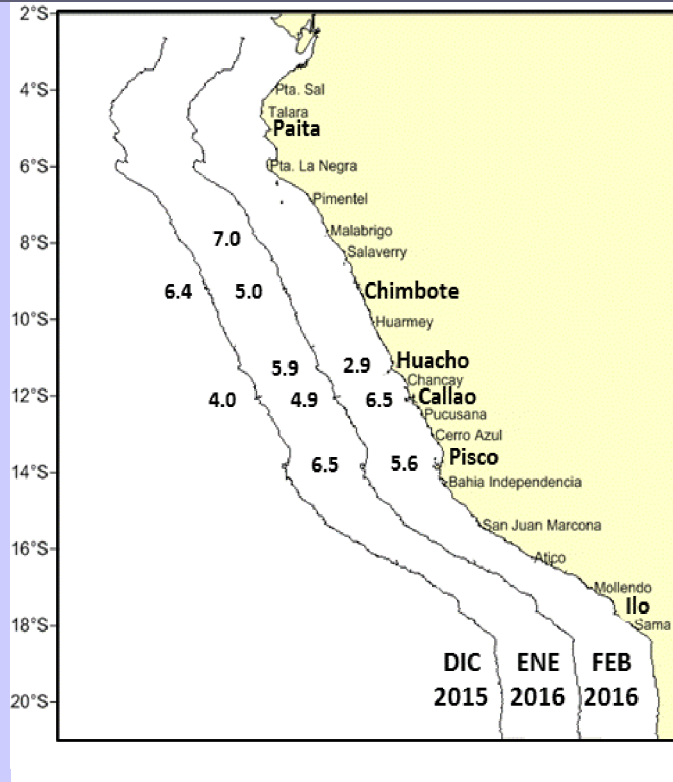 2°S
4°S
Pta. Sal
Talara
Paita
6°S
Pta. La Negra
Pimentel
Malabrigo
7.0
8°S
Salaverry
6.4 5.0 Chimbote
10°S
Huarmey
5.9 2.9 Huacho
Chancay
12°S
4.0 4.9 6.5 Callao
Pucusana
Cerro Azul
6.5 5.6 Pisco
14°S
Bahia Independencia
San Juan Marcona
16°S
Atico
Mollendo
Ilo
18°S
Sama
DIC ENE FEB
2015 2016 2016
20°S